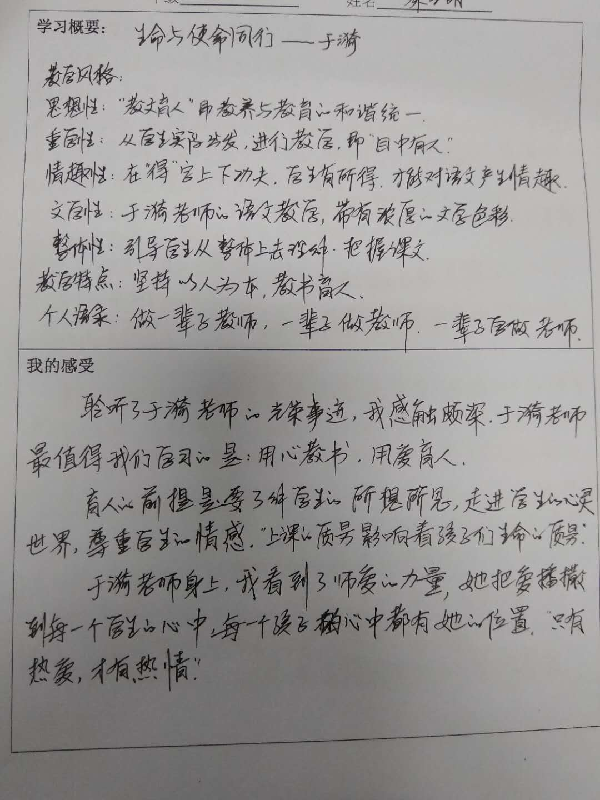 姓名
学习概要： 生命与使命同行——于漪
教学风格：
思想性："教文育人"即教养与教育的和谐统一.
重学性：从学生实际出发，进行教学，即"目中有人".
情趣性：在"得"字上下功夫，学生有所得，才能对语文产生情趣.
文学性：于漪老师的语文教学，带有浓厚的文学色彩.
整体性：引导学生从整体上去理解·把握课文.
教学特点：坚持以人为本，教书育人.
个人语录：做一辈子教师，一辈子做教师. 一辈子学做老师.
我的感受
聆听了于漪老师的光荣事迹，我感触颇深. 于漪老师
最值得我们学习的是：用心教书，用爱育人.
育人的前提是要了解学生的所想所思，走进学生的心灵
世界，尊重学生的情感."上课的质量影响着孩子们生命的质量."
于漪老师身上，我看到了师爱的力量，她把爱播撒
到每一个学生的心中，每一个孩子的心中都有她的位置."只有
热爱，才有热情."